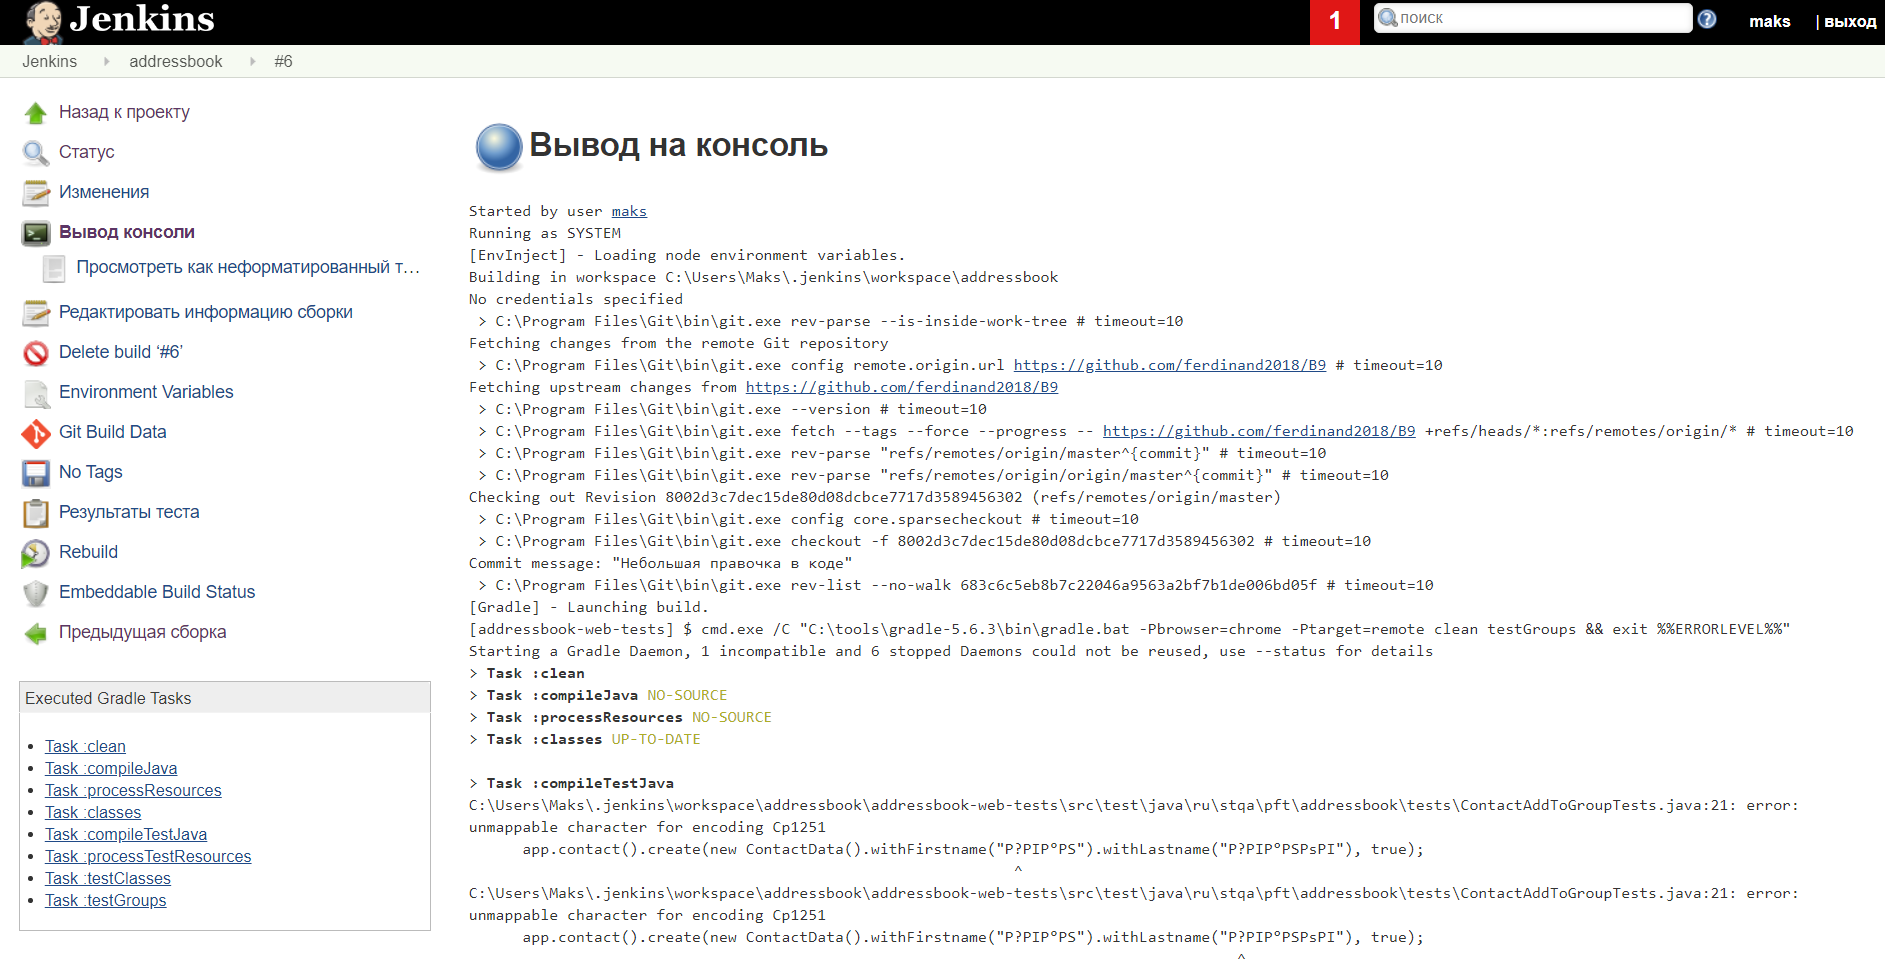 Jenkins
1
поиск
maks
| выход
Jenkins
addressbook
#6
Назад к проекту
Статус
Изменения
Вывод консоли
Просмотреть как неформатированный т…
Редактировать информацию сборки
Delete build ‘#6’
Environment Variables
Git Build Data
No Tags
Результаты теста
Rebuild
Embeddable Build Status
Предыдущая сборка
Executed Gradle Tasks
Task :clean
Task :compileJava
Task :processResources
Task :classes
Task :compileTestJava
Task :processTestResources
Task :testClasses
Task :testGroups
Вывод на консоль
Started by user maks
Running as SYSTEM
[EnvInject] - Loading node environment variables.
Building in workspace C:\Users\Maks\.jenkins\workspace\addressbook
No credentials specified
> C:\Program Files\Git\bin\git.exe rev-parse --is-inside-work-tree # timeout=10
Fetching changes from the remote Git repository
> C:\Program Files\Git\bin\git.exe config remote.origin.url https://github.com/ferdinand2018/B9 # timeout=10
Fetching upstream changes from https://github.com/ferdinand2018/B9
> C:\Program Files\Git\bin\git.exe --version # timeout=10
> C:\Program Files\Git\bin\git.exe fetch --tags --force --progress -- https://github.com/ferdinand2018/B9 +refs/heads/*:refs/remotes/origin/* # timeout=10
> C:\Program Files\Git\bin\git.exe rev-parse "refs/remotes/origin/master^{commit}" # timeout=10
> C:\Program Files\Git\bin\git.exe rev-parse "refs/remotes/origin/origin/master^{commit}" # timeout=10
Checking out Revision 8002d3c7dec15de80d08dcbce7717d3589456302 (refs/remotes/origin/master)
> C:\Program Files\Git\bin\git.exe config core.sparsecheckout # timeout=10
> C:\Program Files\Git\bin\git.exe checkout -f 8002d3c7dec15de80d08dcbce7717d3589456302 # timeout=10
Commit message: "Небольшая правочка в коде"
> C:\Program Files\Git\bin\git.exe rev-list --no-walk 683c6c5eb8b7c22046a9563a2bf7b1de006bd05f # timeout=10
[Gradle] - Launching build.
[addressbook-web-tests] $ cmd.exe /C "C:\tools\gradle-5.6.3\bin\gradle.bat -Pbrowser=chrome -Ptarget=remote clean testGroups && exit %%ERRORLEVEL%%"
Starting a Gradle Daemon, 1 incompatible and 6 stopped Daemons could not be reused, use --status for details
> Task :clean
> Task :compileJava NO-SOURCE
> Task :processResources NO-SOURCE
> Task :classes UP-TO-DATE
> Task :compileTestJava
C:\Users\Maks\.jenkins\workspace\addressbook\addressbook-web-tests\src\test\java\ru\stqa\pft\addressbook\tests\ContactAddToGroupTests.java:21: error:
unmappable character for encoding Cp1251
app.contact().create(new ContactData().withFirstname("Р?РІР°РЅ").withLastname("Р?РІР°РЅРѕРІ"), true);
^
C:\Users\Maks\.jenkins\workspace\addressbook\addressbook-web-tests\src\test\java\ru\stqa\pft\addressbook\tests\ContactAddToGroupTests.java:21: error:
unmappable character for encoding Cp1251
app.contact().create(new ContactData().withFirstname("Р?РІР°РЅ").withLastname("Р?РІР°РЅРѕРІ"), true);
^